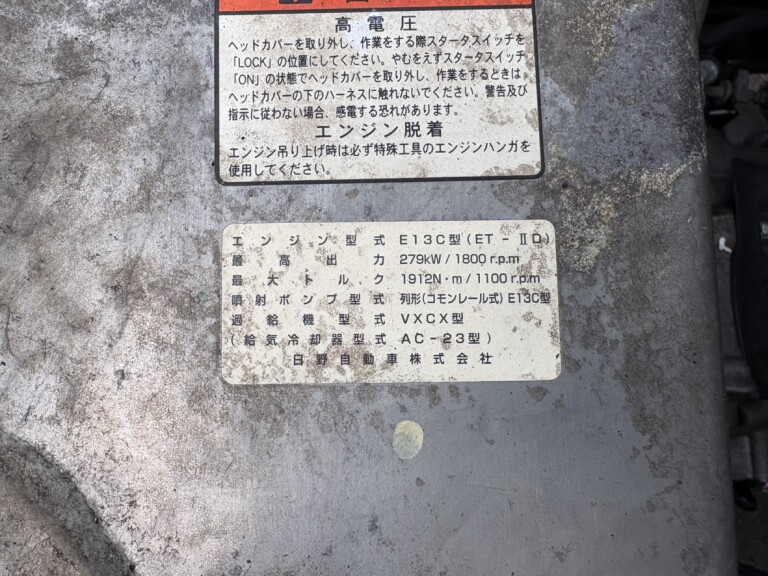 高電圧
ヘッドカバーを取り外し、作業をする際スタータスイッチを
「LOCK」の位置にしてください。やむをえずスタータスイッチ
「ON」の状態でヘッドカバーを取り外し、作業をするときは
ヘッドカバーの下のハーネスに触れないでください。警告及び
指示に従わない場合、感電する恐れがあります。
エンジン脱着
エンジン吊り上げ時は必ず特殊工具のエンジンハンガを
使用してください。
エンジン型式 E13C型(ET-ⅡD)
最高出力 279kW/1800r.p.m
最大トルク 1912N・m/1100r.p.m
噴射ポンプ型式 列形(コモンレール式)E13C型
過給機型式 VXCX型
(給気冷却器型式 AC-23型)
日野自動車株式会社